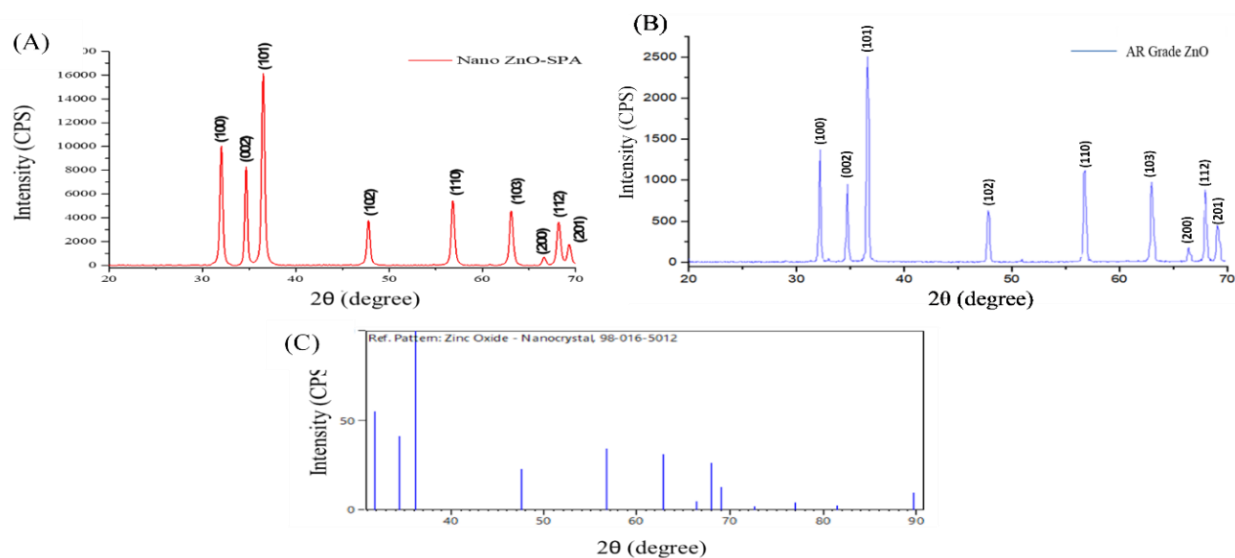 (A)
Intensity (CPS)
00
16000
14000
12000
10000
8000
6000
4000
2000
0
(100)
(002)
(101)
(102)
(110)
(103)
(200)
(112)
(201)
Nano ZnO-SPA
20 30 40 50 60 70
2θ (degree)
(B)
Intensity (CPS)
2500
2000
1500
1000
500
0
(100)
(002)
(101)
(102)
(110)
(103)
(200)
(112)
(201)
AR Grade ZnO
20 30 40 50 60 70
2θ (degree)
(C)
Ref. Pattern: Zinc Oxide - Nanocrystal, 98-016-5012
Intensity (CPS
50
0
40 50 60 70 80 90
2θ (degree)